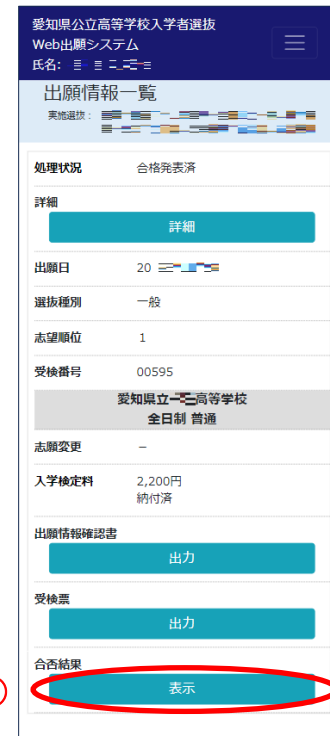 愛知県公立高等学校入学者選抜
Web出願システム
氏名:
出願情報一覧
実施選抜:
処理状況 合格発表済
詳細
詳細
出願日 20
選抜種別 一般
志望順位 1
受検番号 00595
愛知県立一 高等学校
全日制 普通
志願変更 −
入学検定料 2,200円
納付済
出願情報確認書
出力
受検票
出力
合否結果
表示